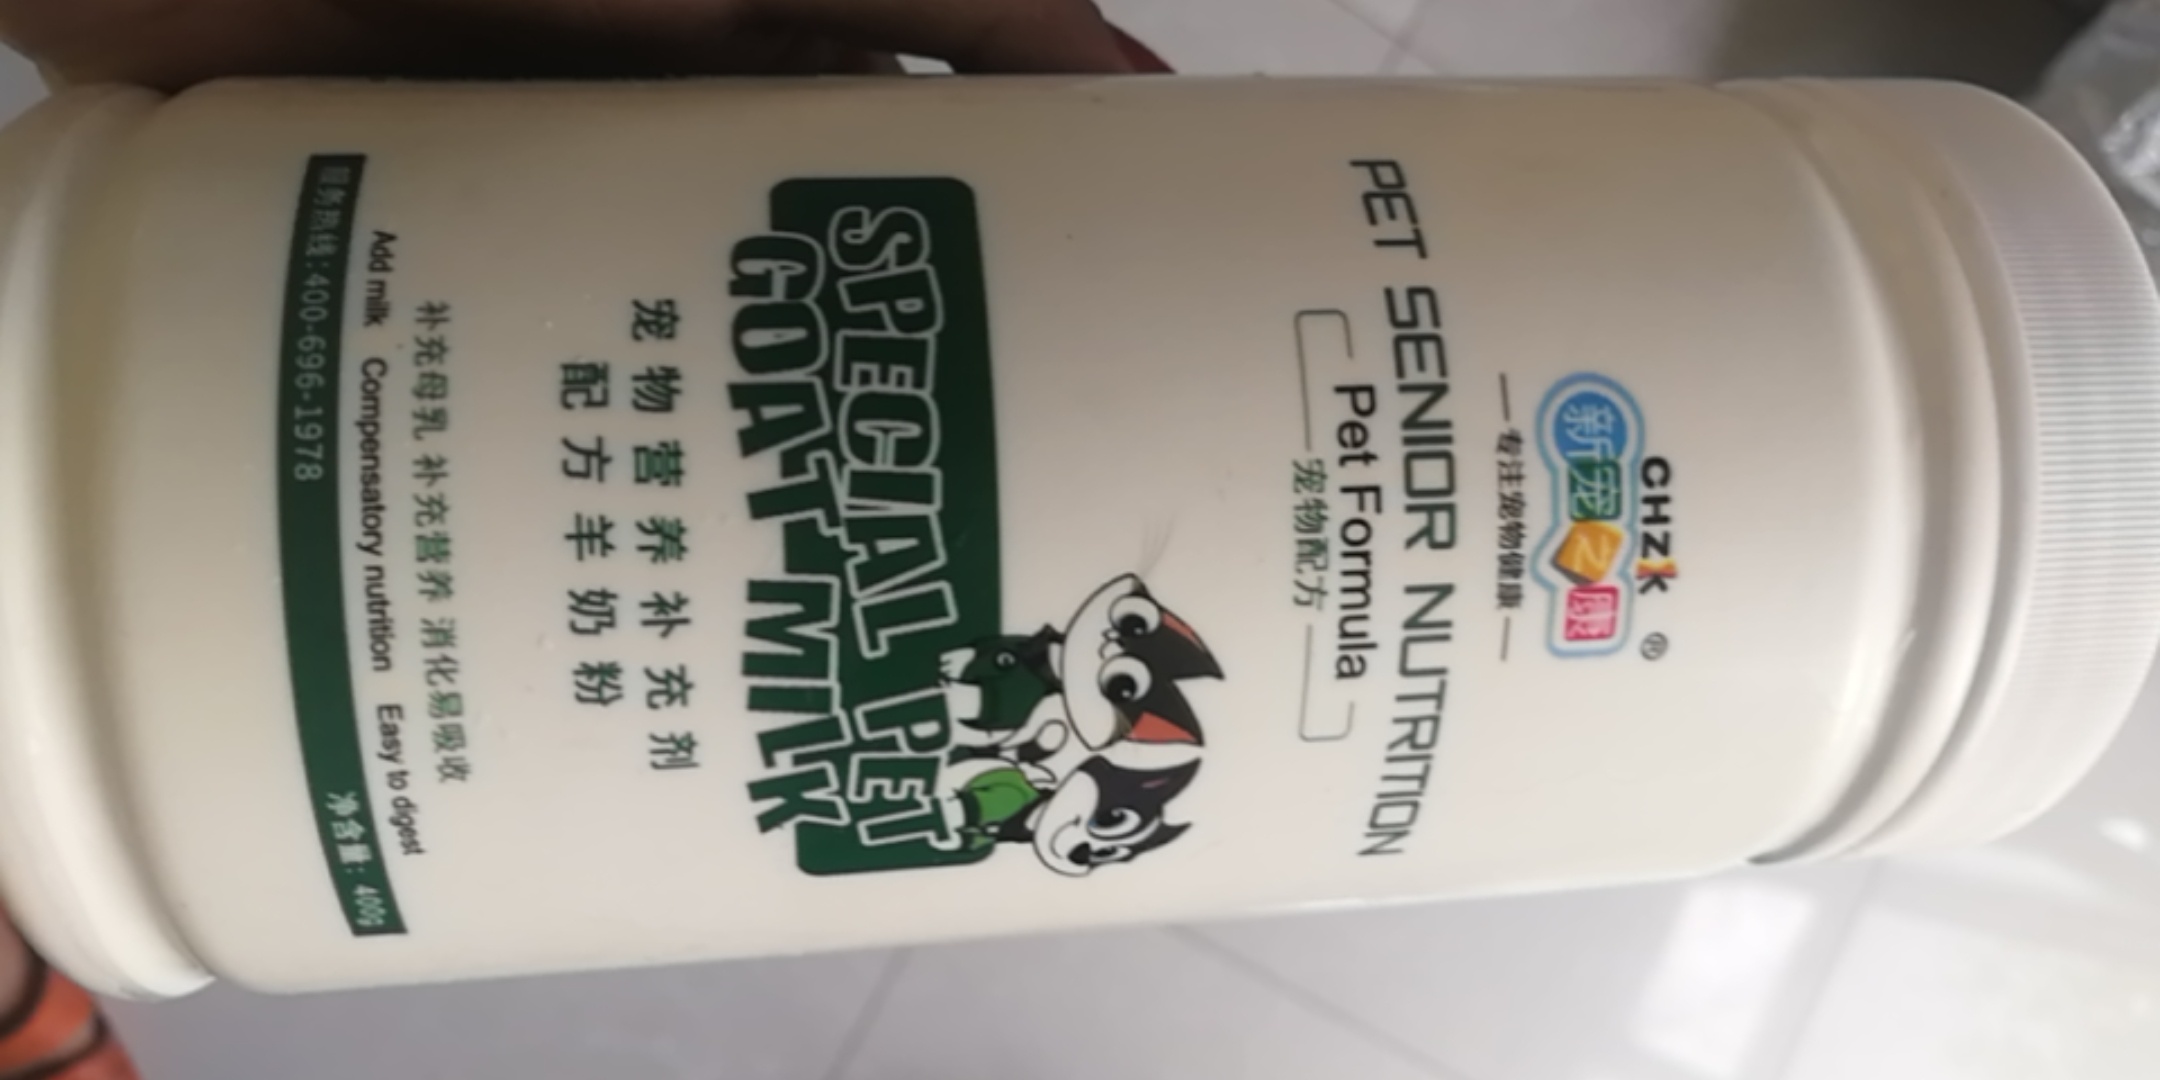 CHZK ®
新宠之康
专注宠物健康
PET SENIOR NUTRITION
Pet Formula
宠物配方
SPECIAL PET
GOAT MILK
宠物营养补充剂
配方羊奶粉
补充母乳 补充营养 消化易吸收
Add milk Compensatory nutrition Easy to digest
服务热线:400-696-1978 净含量: 400g